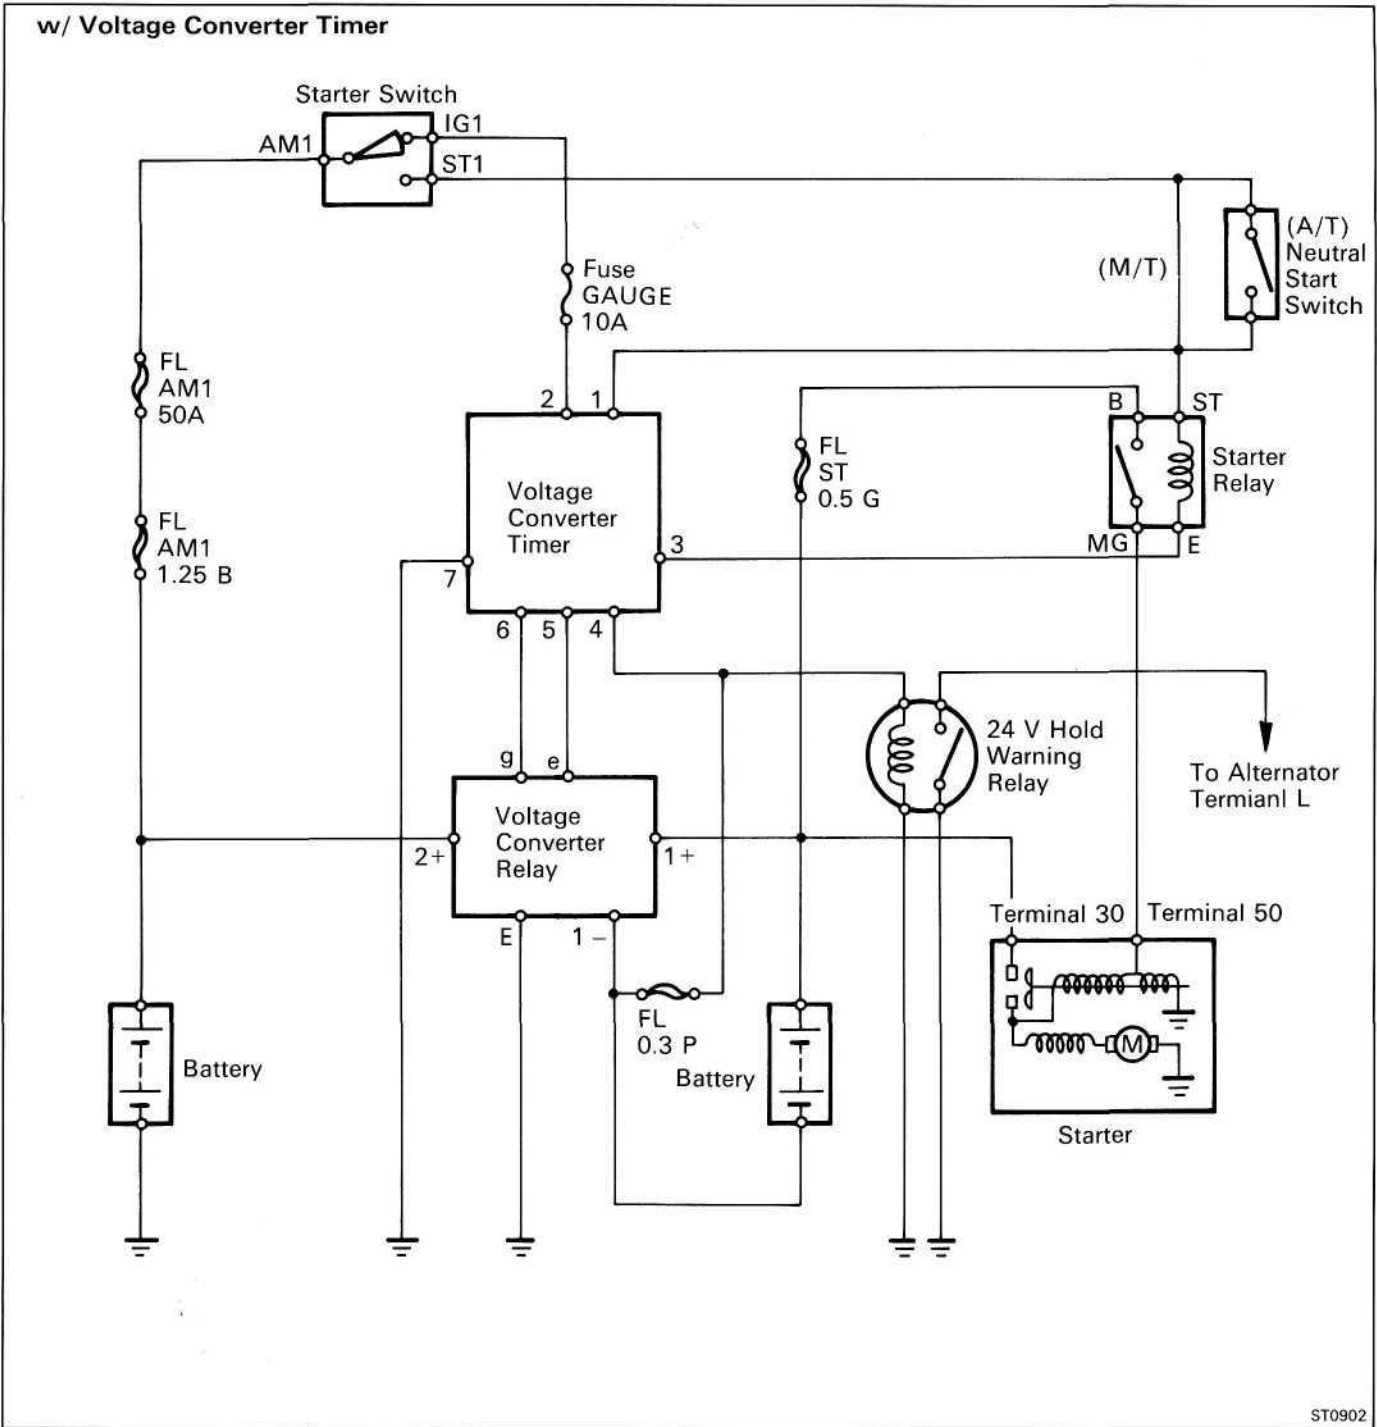 w/ Voltage Converter Timer
Starter Switch
AM1
IG1
ST1
(A/T)
Neutral
Start
Switch
(M/T)
Fuse
GAUGE
10A
FL
AM1
50A
2
1
B
ST
FL
ST
0.5 G
Starter
Relay
Voltage
Converter
Timer
FL
AM1
1.25 B
3
MG
E
7
6
5
4
g
e
24 V Hold
Warning
Relay
To Alternator
Termianl L
Voltage
Converter
Relay
2+
1+
E
1 –
Terminal 30
Terminal 50
FL
0.3 P
Battery
Battery
M
Starter
ST0902